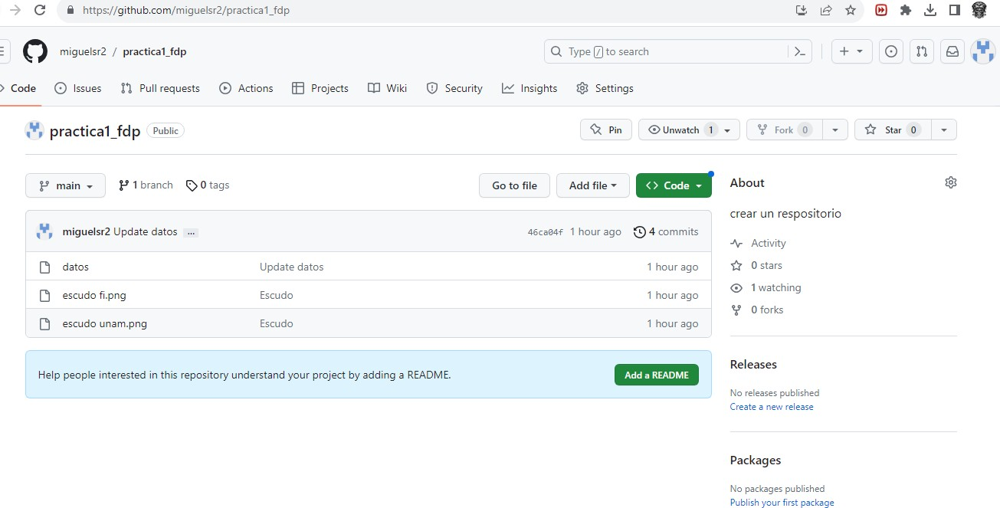 https://github.com/miguelsr2/practica1_fdp
miguelsr2 / practica1_fdp
Type / to search
Code Issues Pull requests Actions Projects Wiki Security Insights Settings
practica1_fdp Public
Pin Unwatch 1 Fork 0 Star 0
main 1 branch 0 tags Go to file Add file <> Code
miguelsr2 Update datos ... 46ca04f 1 hour ago 4 commits
datos Update datos 1 hour ago
escudo fi.png Escudo 1 hour ago
escudo unam.png Escudo 1 hour ago
Help people interested in this repository understand your project by adding a README. Add a README
About
crear un respositorio
Activity
0 stars
1 watching
0 forks
Releases
No releases published
Create a new release
Packages
No packages published
Publish your first package